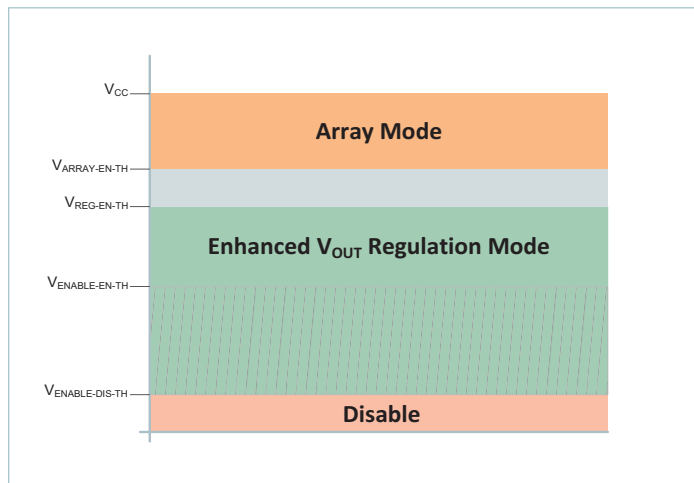 VCC
Array Mode
VARRAY-EN-TH
VREG-EN-TH
Enhanced VOUT Regulation Mode
VENABLE-EN-TH
VENABLE-DIS-TH
Disable